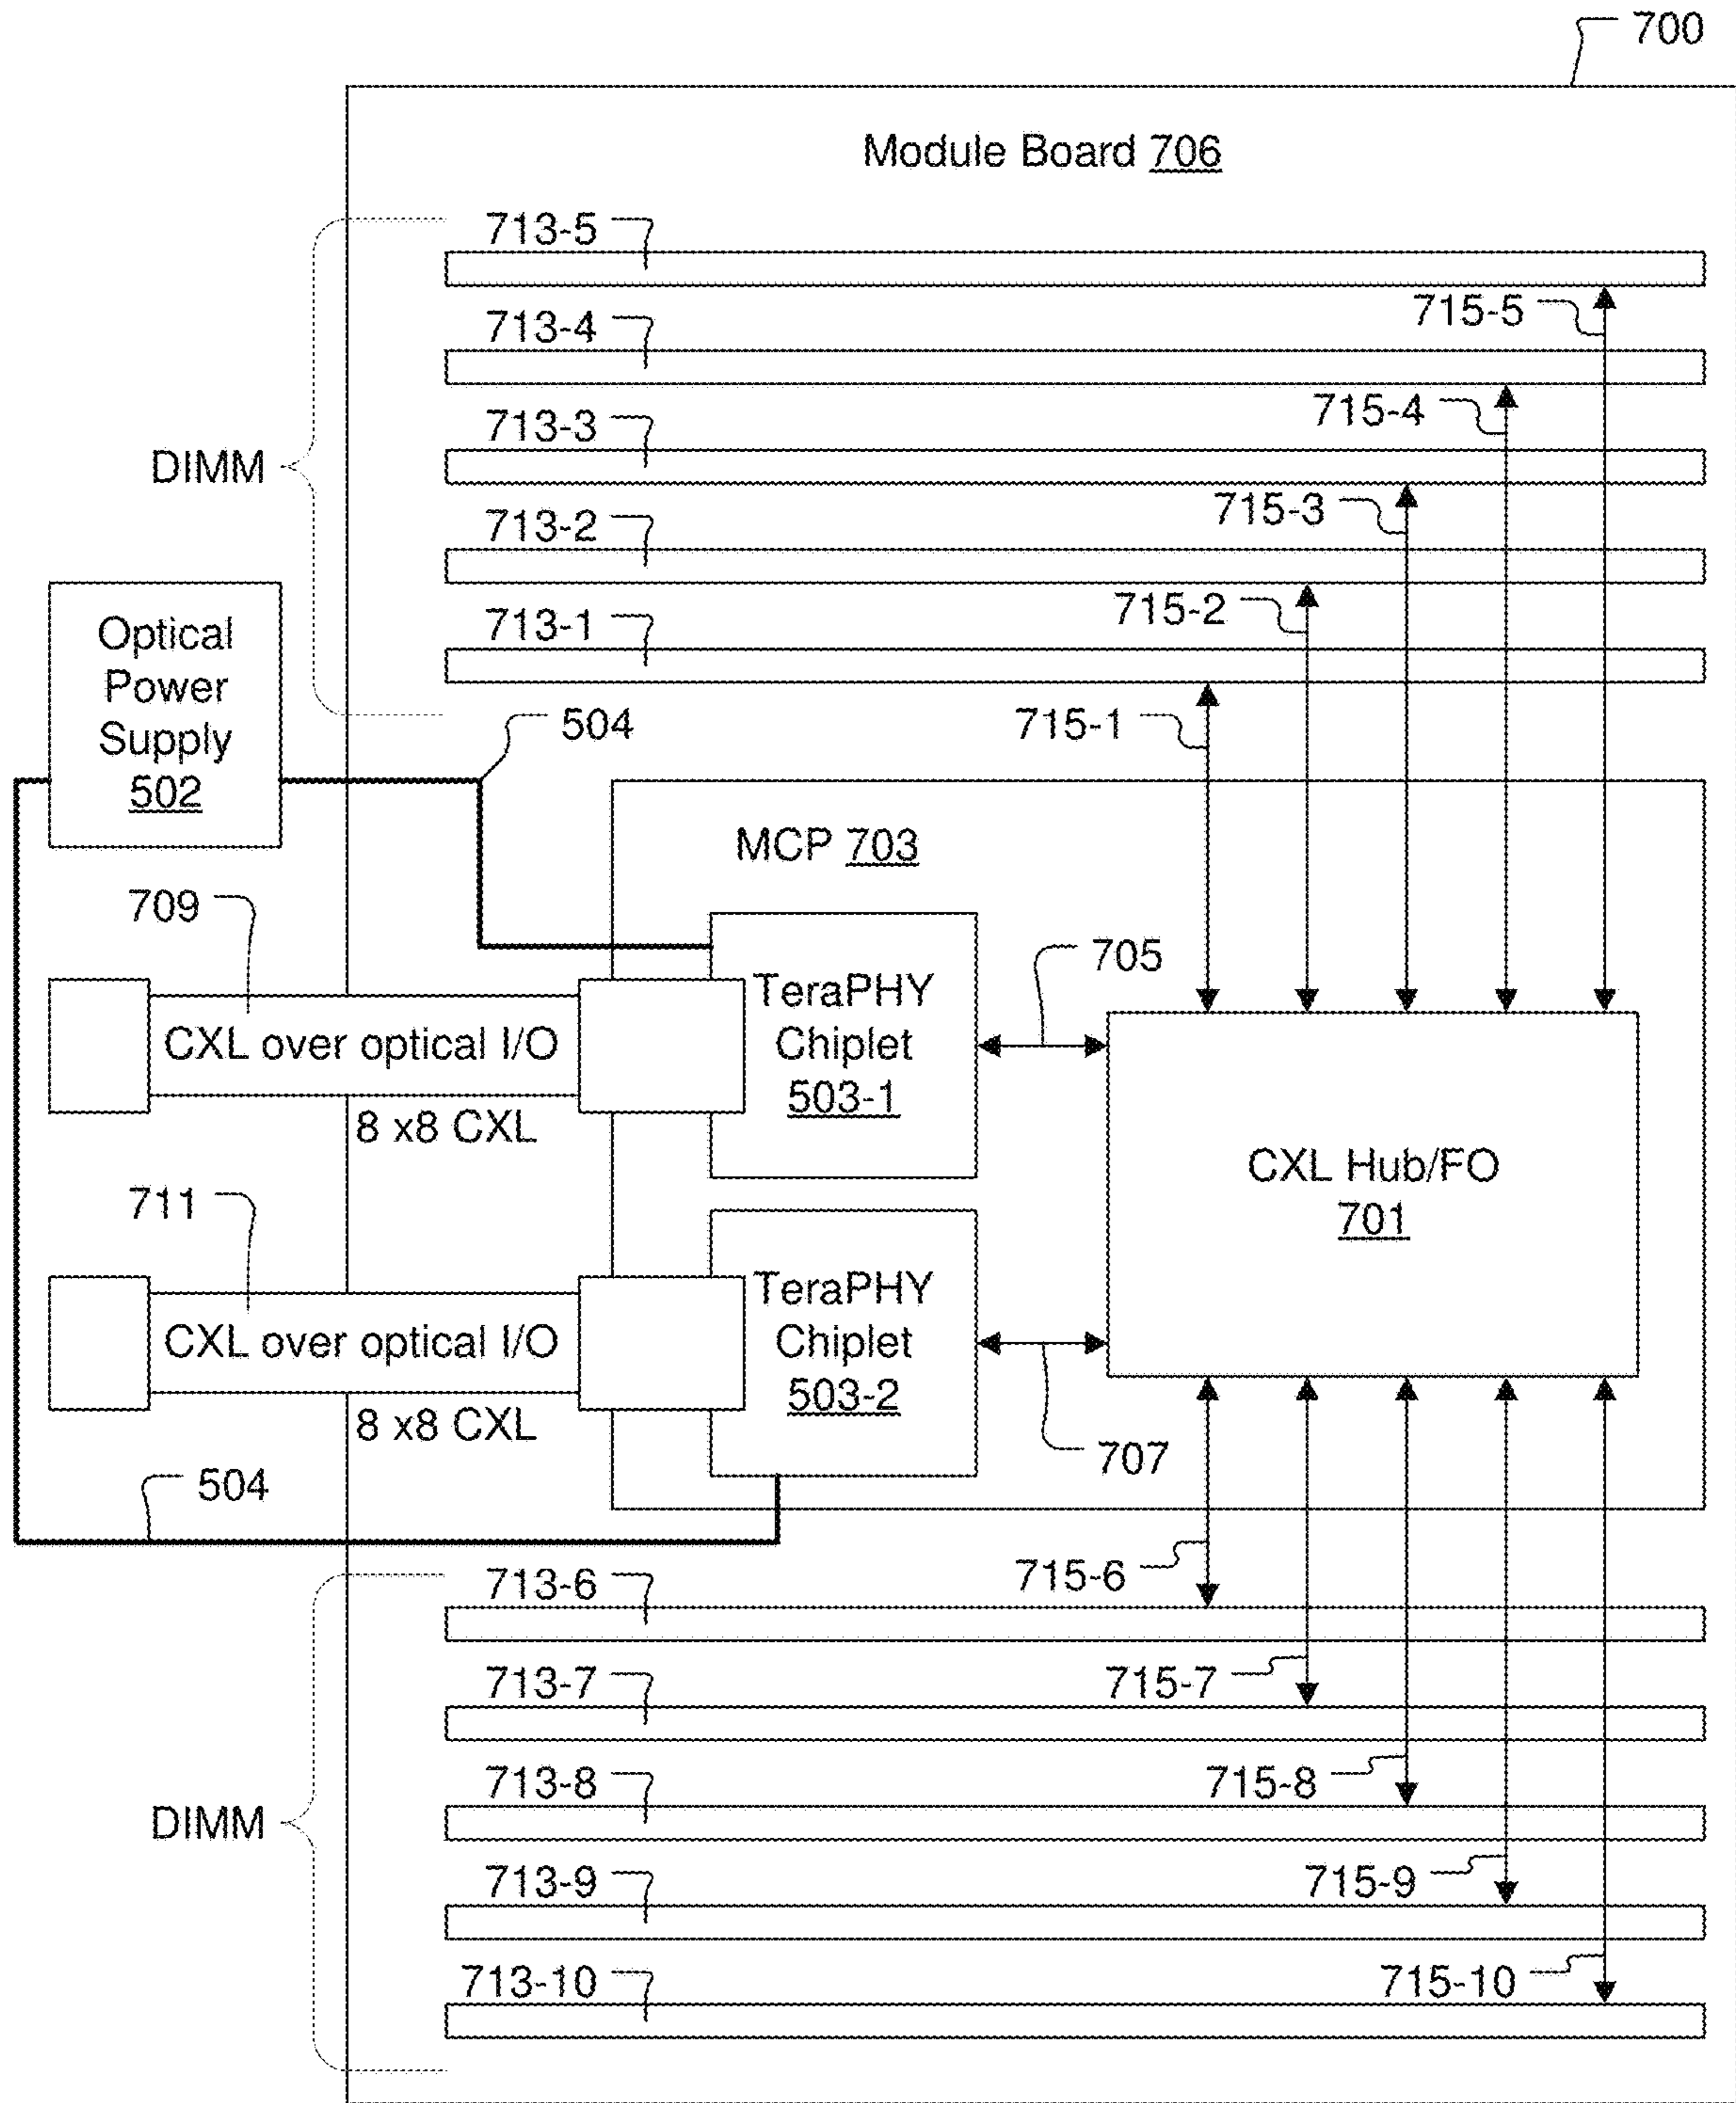 700
Module Board 706
713-5
715-5
713-4
715-4
713-3
DIMM
715-3
713-2
715-2
713-1
715-1
Optical
Power
Supply
502
504
MCP 703
709
705
TeraPHY
Chiplet
503-1
CXL over optical I/O
8 x8 CXL
CXL Hub/FO
701
711
TeraPHY
Chiplet
503-2
CXL over optical I/O
8 x8 CXL
707
504
715-6
713-6
713-7
715-7
713-8
715-8
DIMM
713-9
715-9
713-10
715-10